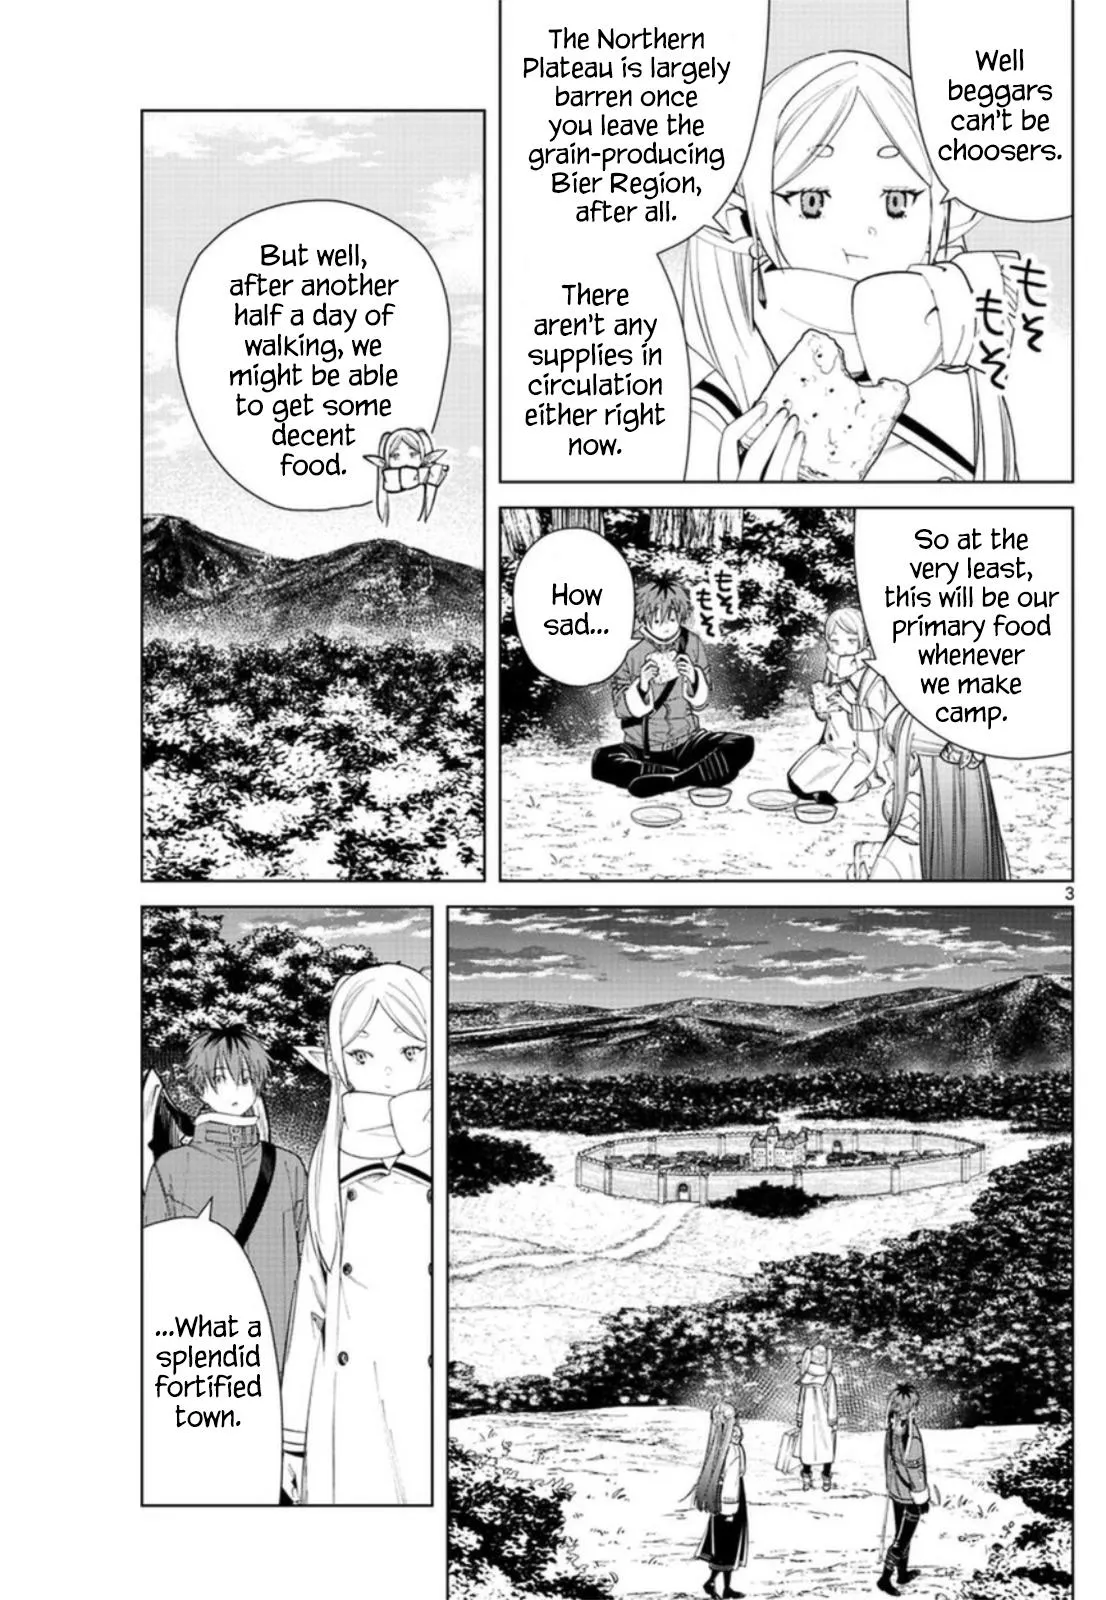 Well
beggars
can't be
choosers.
The Northern
Plateau is largely
barren once
you leave the
grain-producing
Bier Region,
after all.
There
aren't any
supplies in
circulation
either right
now.
もそ
もそ
But well,
after another
half a day of
walking, we
might be able
to get some
decent
food.
So at the
very least,
this will be our
primary food
whenever
we make
camp.
もそ
もそ
How
sad...
3
...What a
splendid
fortified
town.